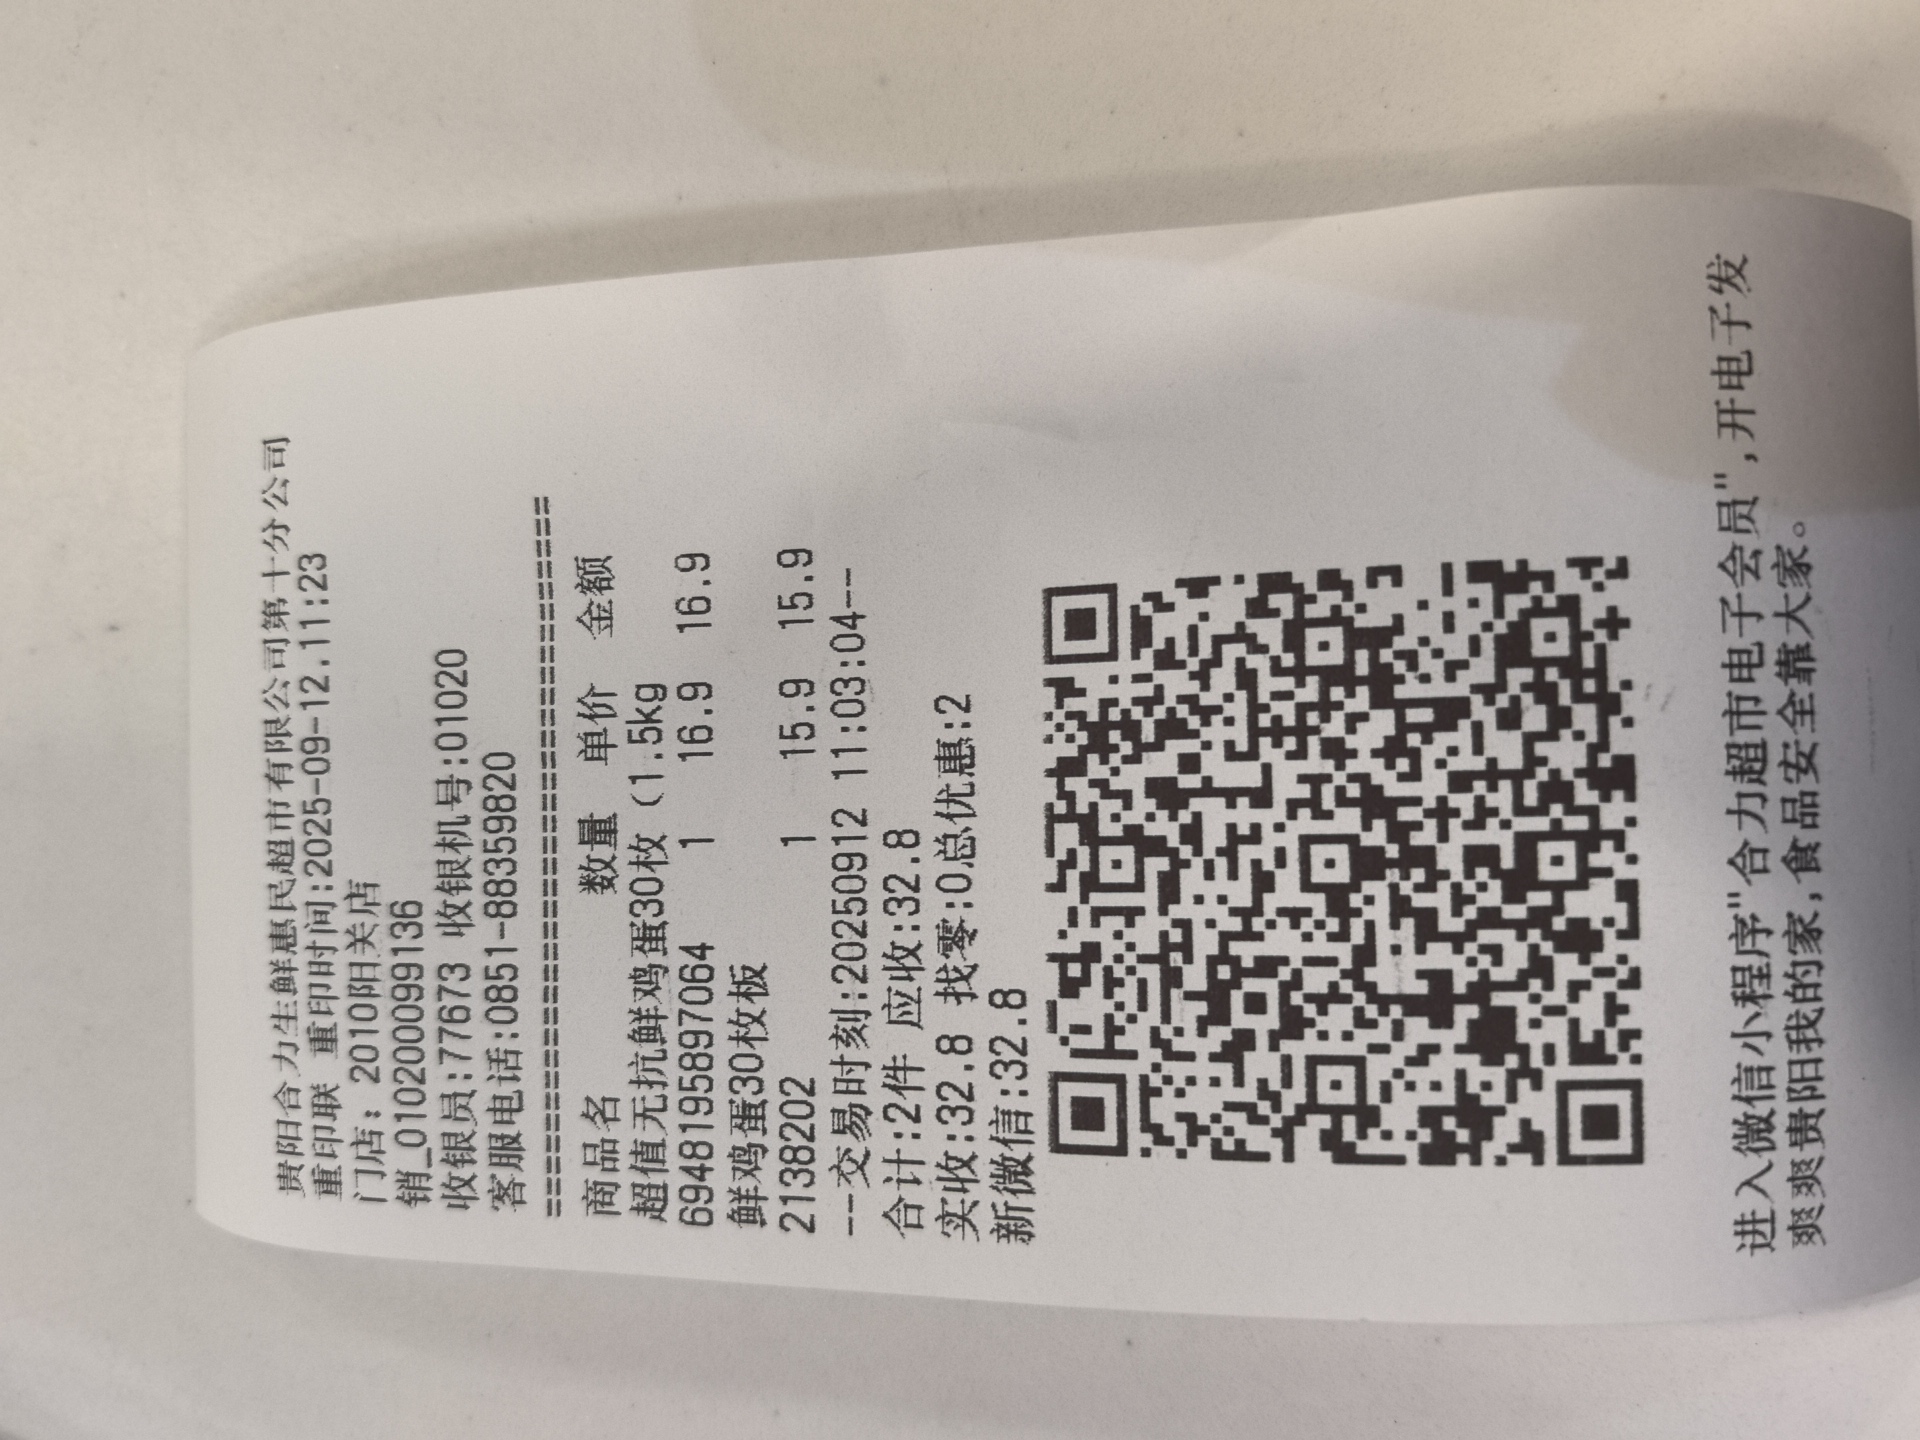 贵阳合力生鲜惠民超市有限公司第十分公司
重印联 重印时间:2025-09-12.11:23
门店: 2010阳关店
销_0102000099136
收银员:77673 收银机号:01020
客服电话:0851-88359820
==========================================
商品名 数量 单价 金额
超值无抗鲜鸡蛋30枚 (1.5kg
6948195897064 1 16.9 16.9
鲜鸡蛋30枚板
21382202 1 15.9 15.9
--交易时刻:20250912 11:03:04--
合计:2件 应收:32.8
实收:32.8 找零:0总优惠:2
新微信:32.8
进入微信小程序"合力超市电子会员",开电子发
爽爽贵阳我的家,食品安全靠大家。